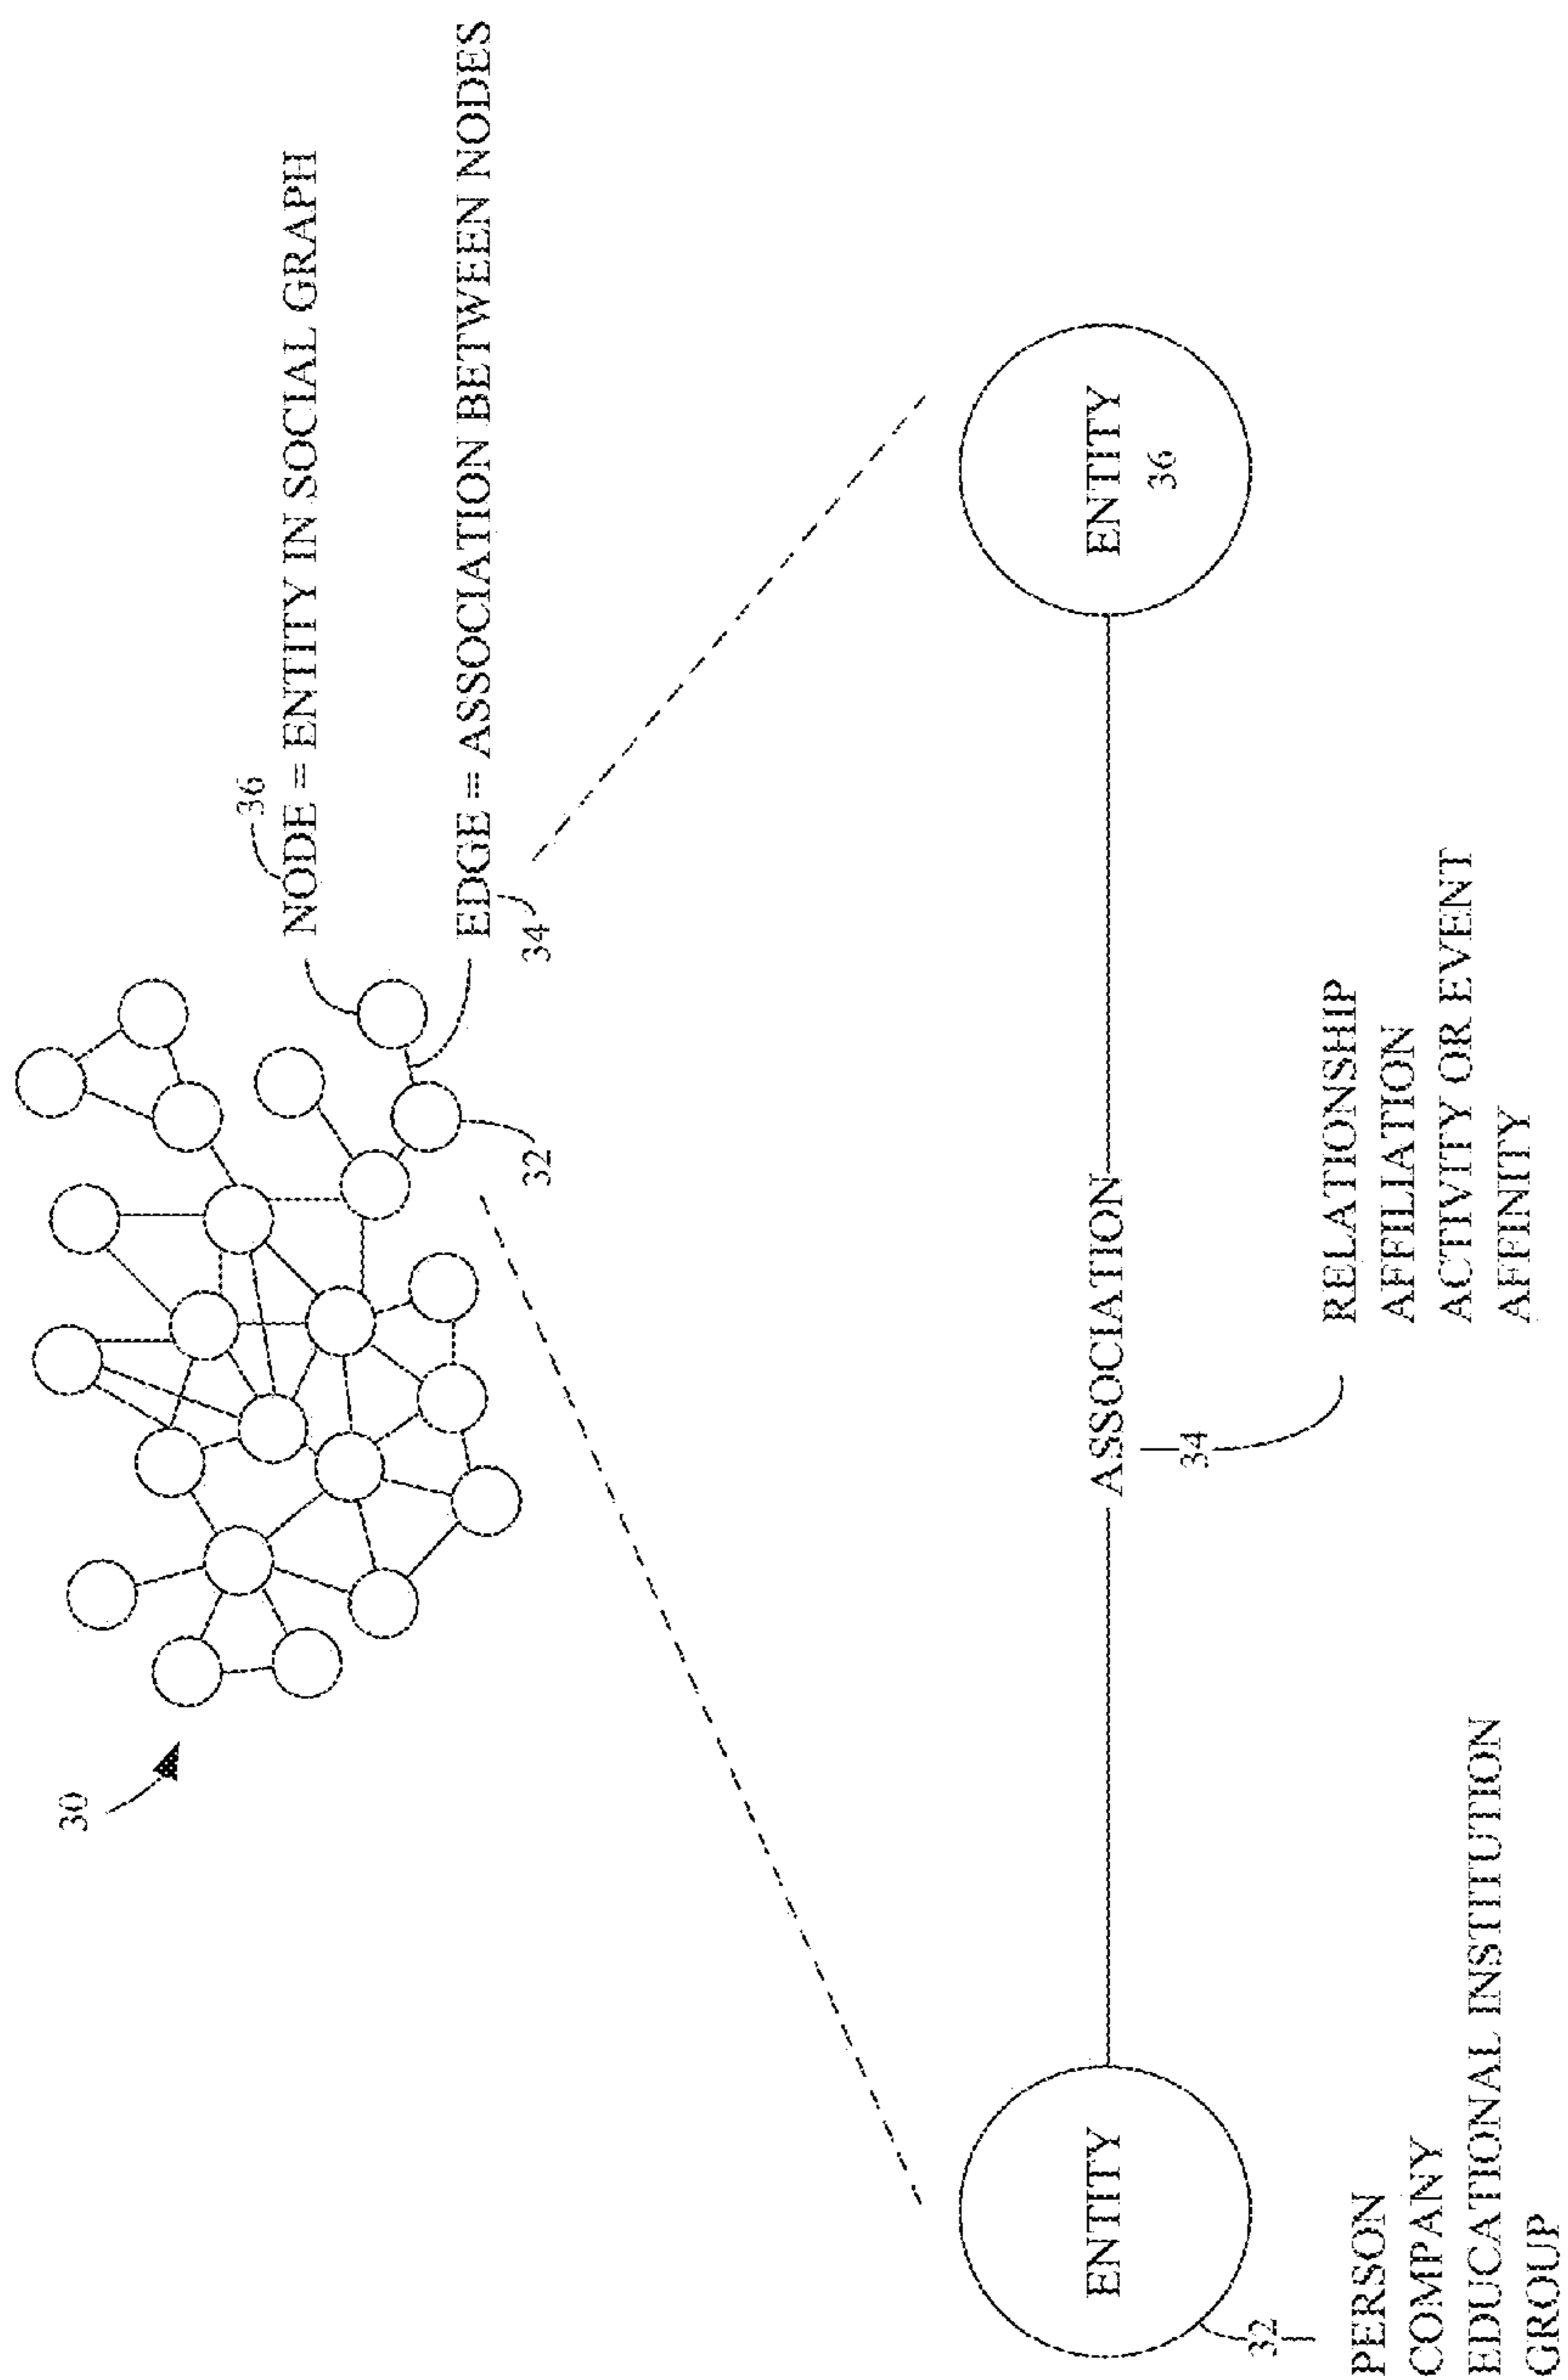 30
36
NODE = ENTITY IN SOCIAL GRAPH
EDGE = ASSOCIATION BETWEEN NODES
34
32
ENTITY
ASSOCIATION
ENTITY
36
32
34
PERSON
COMPANY
EDUCATIONAL INSTITUTION
GROUP
RELATIONSHIP
AFFILIATION
ACTIVITY OR EVENT
AFFINITY